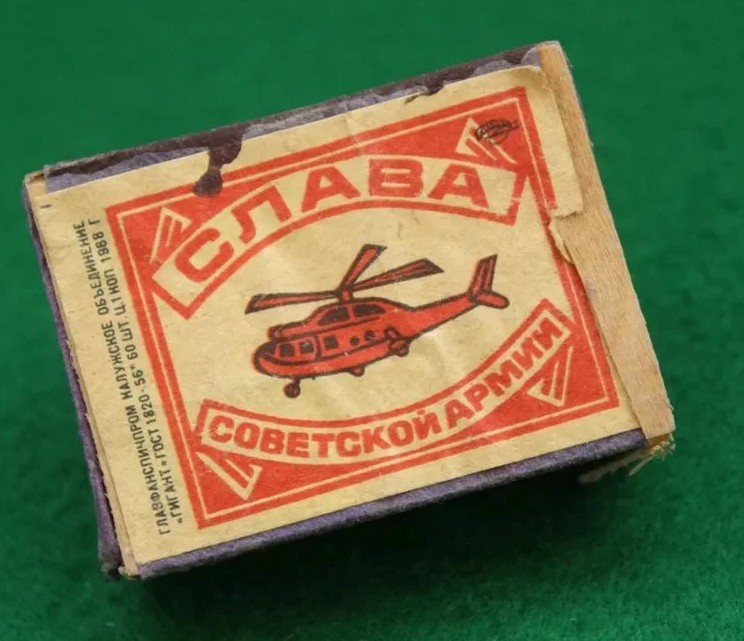 СЛАВА
СОВЕТСКОЙ АРМИИ
ГЛАВФАНСПИЧПРОМ КАЛУЖСКОЕ ОБЪЕДИНЕНИЕ
"ГИГАНТ" ГОСТ 1820-56* 60 ШТ. Ц. 1 КОП 1968 Г